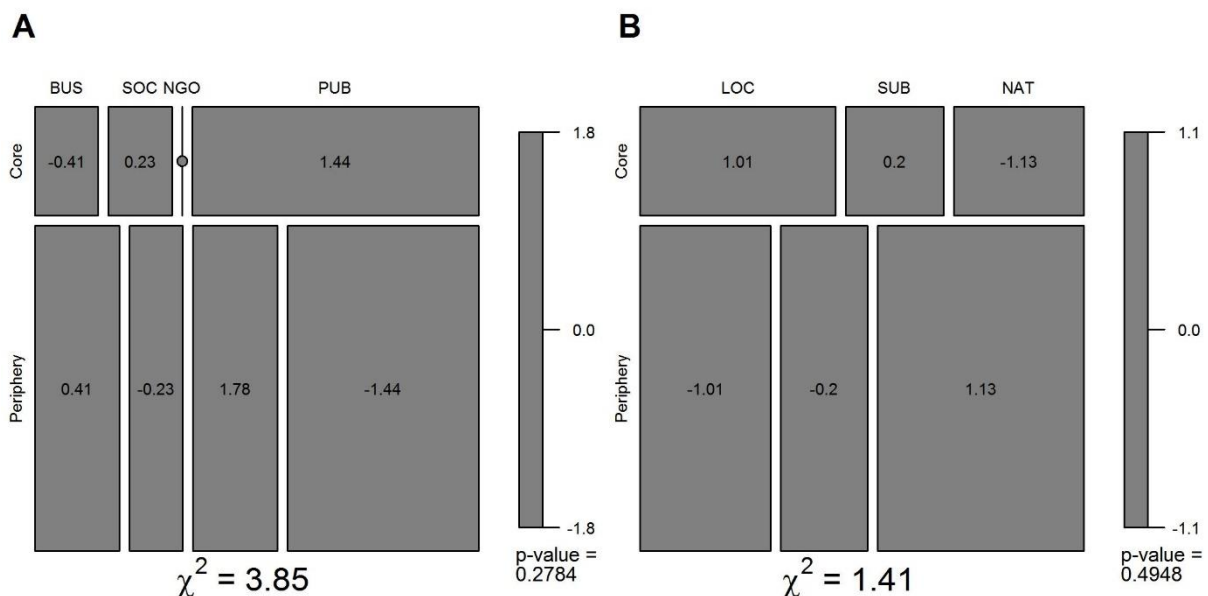 A
BUS SOC NGO PUB
Core
-0.41 0.23 1.44
Periphery
0.41 -0.23 1.78 -1.44
1.8
0.0
-1.8
p-value =
0.2784
χ² = 3.85
B
LOC SUB NAT
Core
1.01 0.2 -1.13
Periphery
-1.01 -0.2 1.13
1.1
0.0
-1.1
p-value =
0.4948
χ² = 1.41